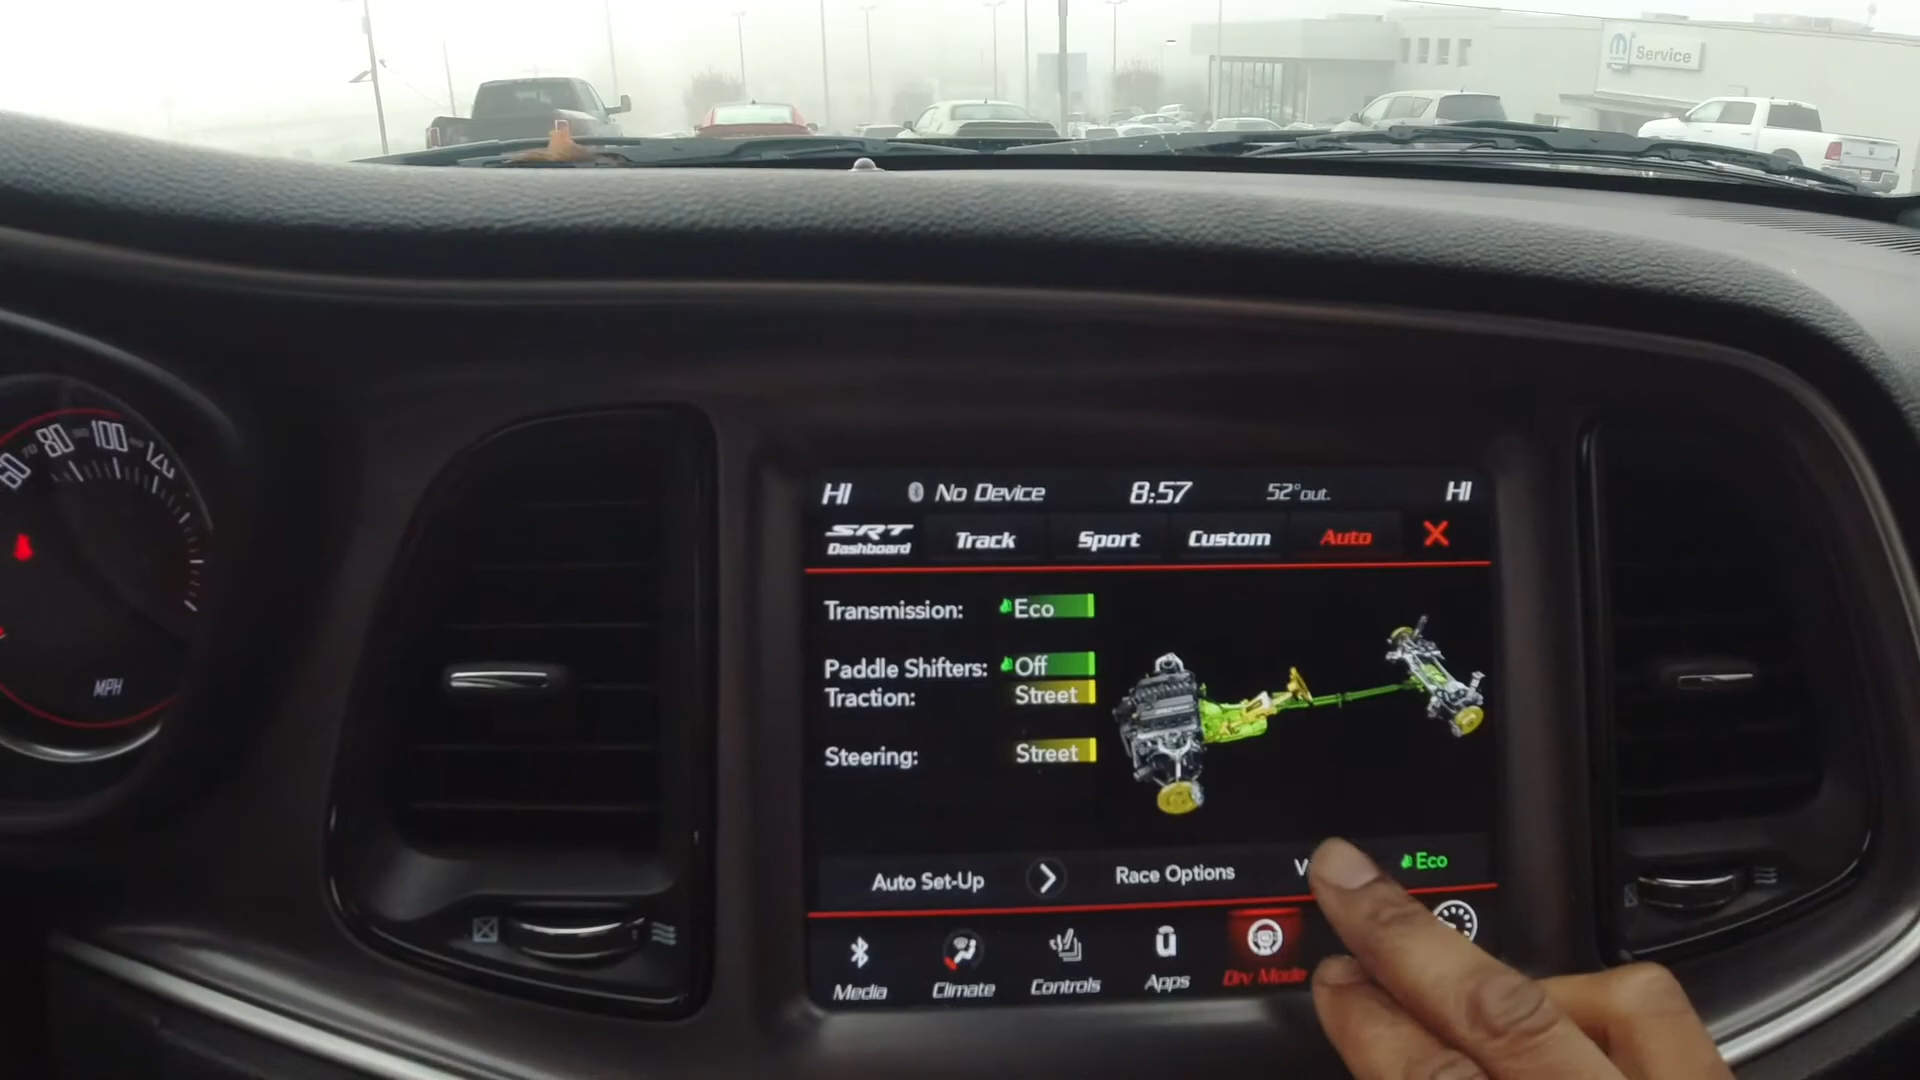 Service
60 80 100 120
MPH
HI No Device 8:57 52°out. HI
SRT Dashboard Track Sport Custom Auto X
Transmission: Eco
Paddle Shifters: Off
Traction: Street
Steering: Street
Auto Set-Up > Race Options Eco
Media Climate Controls Apps Drv Mode